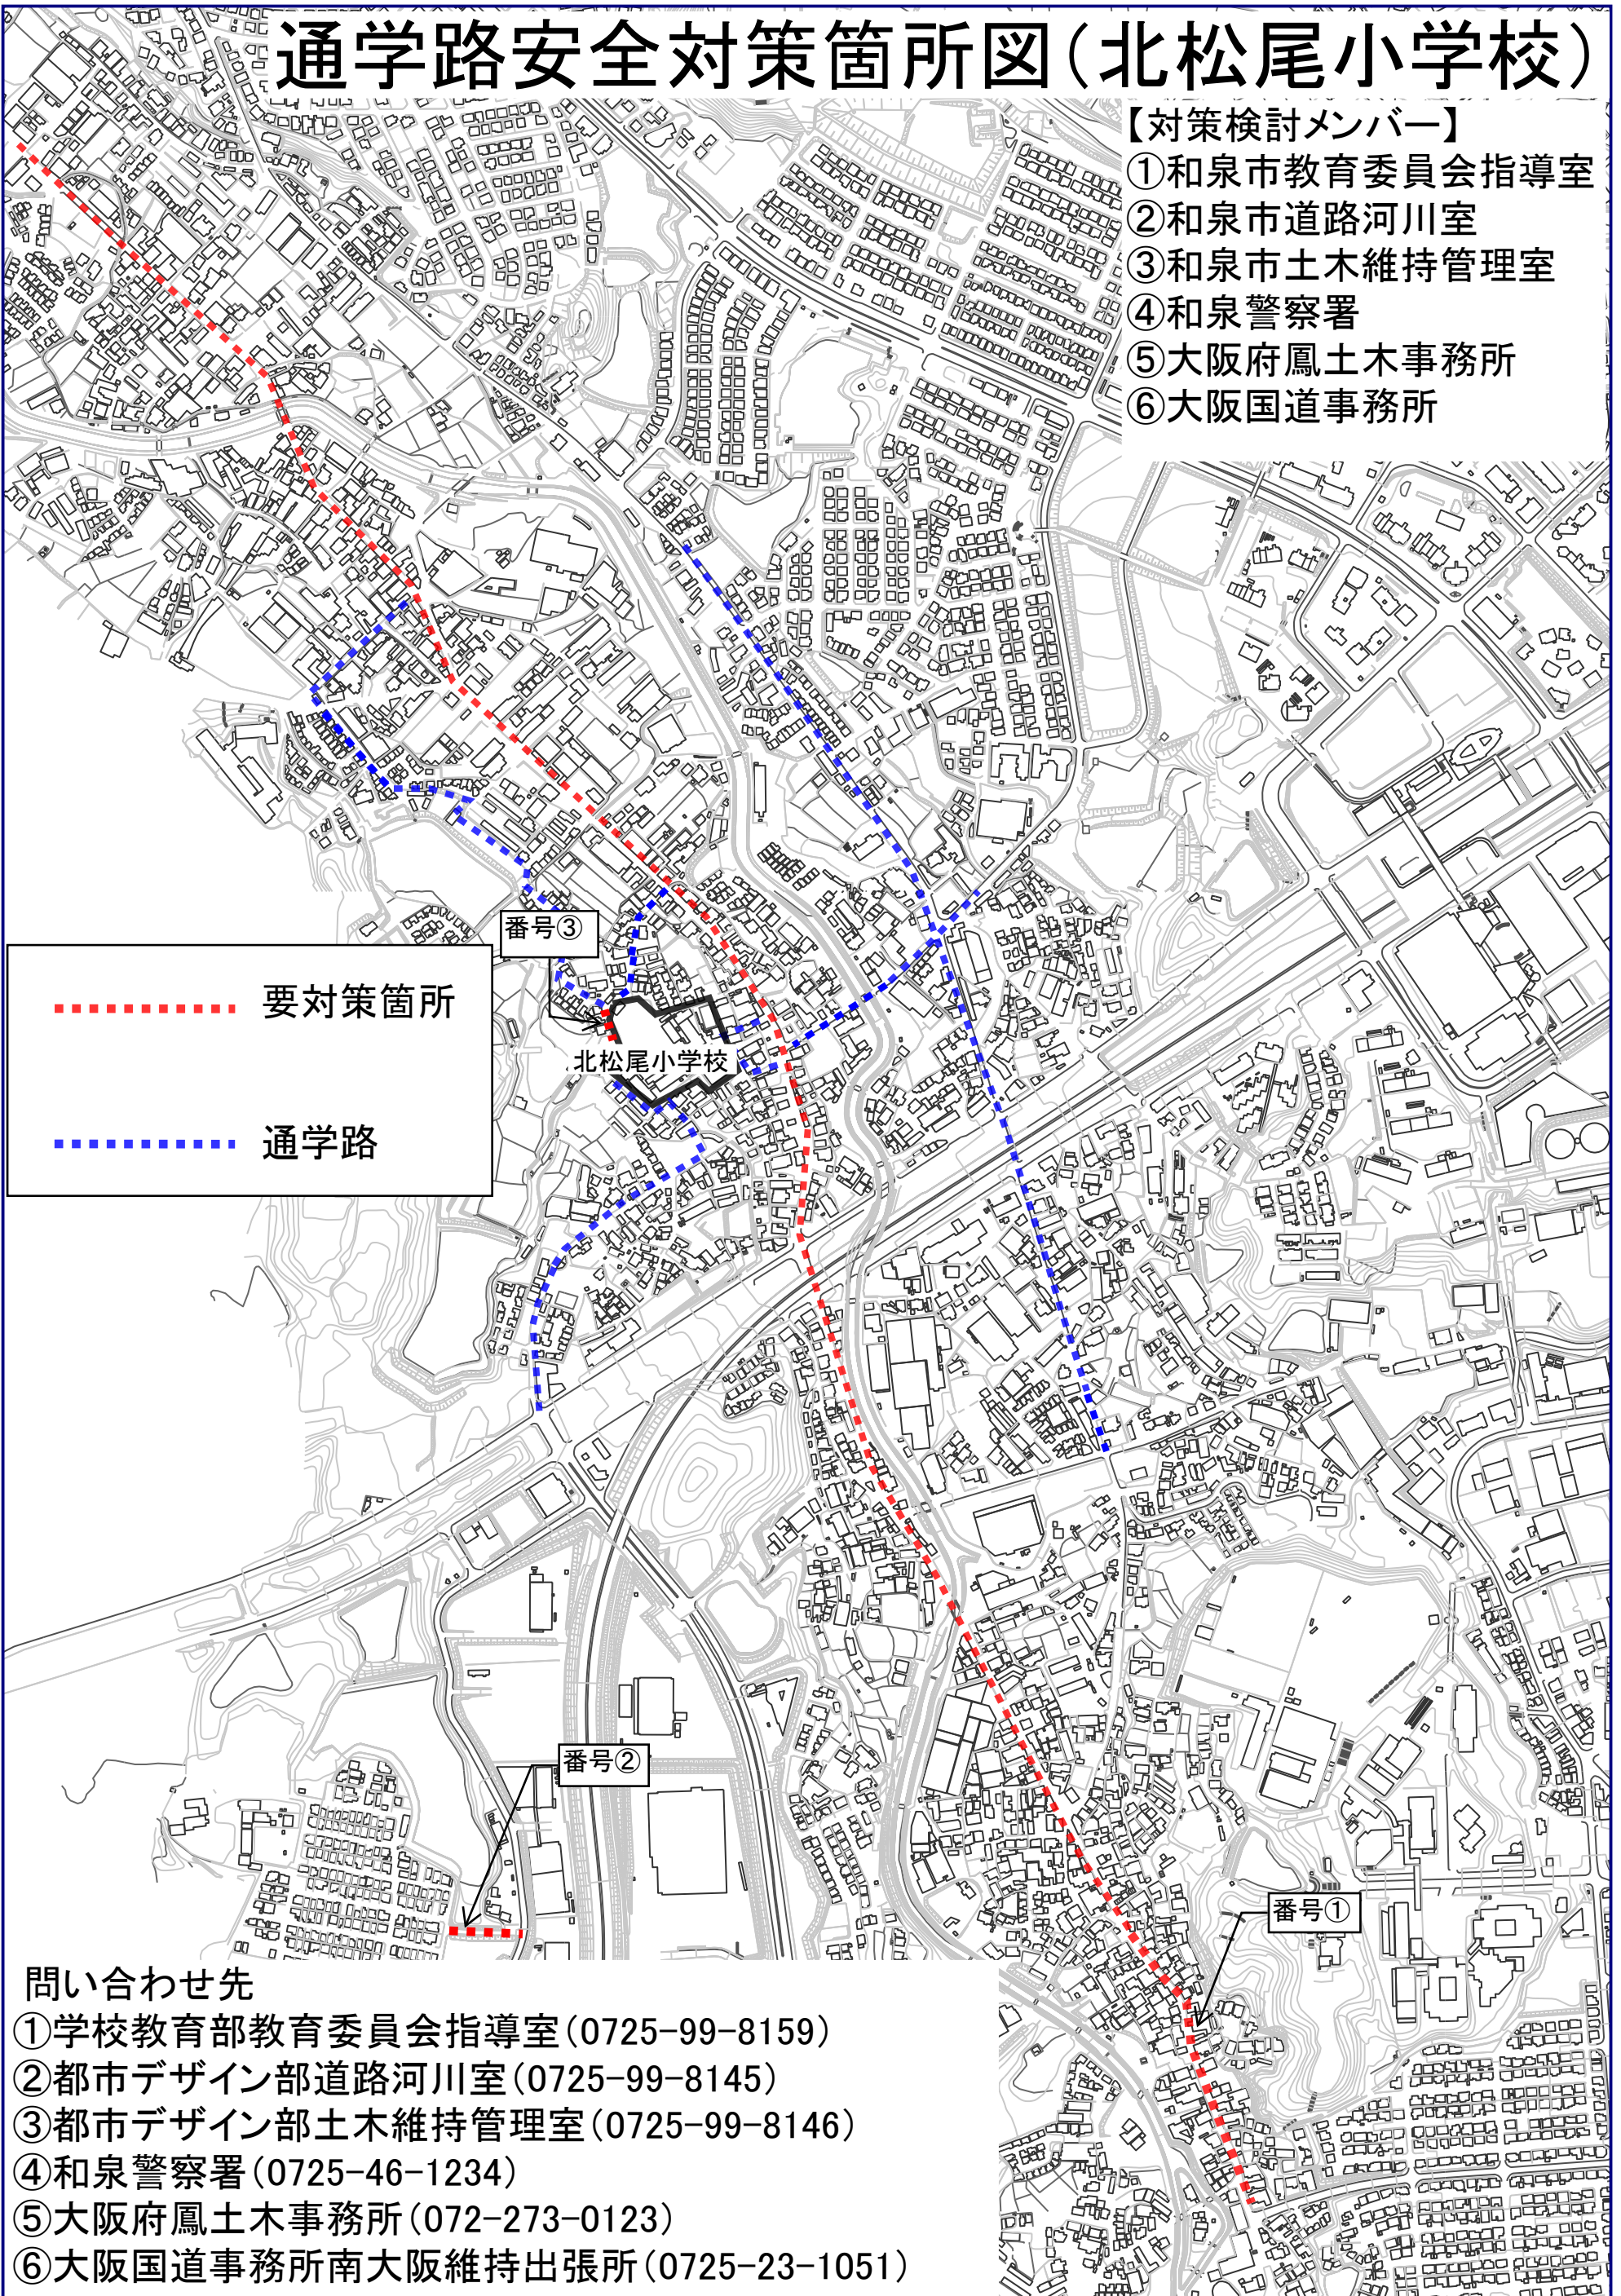 通学路安全対策箇所図(北松尾小学校)
【対策検討メンバー】
①和泉市教育委員会指導室
②和泉市道路河川室
③和泉市土木維持管理室
④和泉警察署
⑤大阪府鳳土木事務所
⑥大阪国道事務所
番号③
要対策箇所
北松尾小学校
通学路
番号②
番号①
問い合わせ先
①学校教育部教育委員会指導室(0725-99-8159)
②都市デザイン部道路河川室(0725-99-8145)
③都市デザイン部土木維持管理室(0725-99-8146)
④和泉警察署(0725-46-1234)
⑤大阪府鳳土木事務所(072-273-0123)
⑥大阪国道事務所南大阪維持出張所(0725-23-1051)